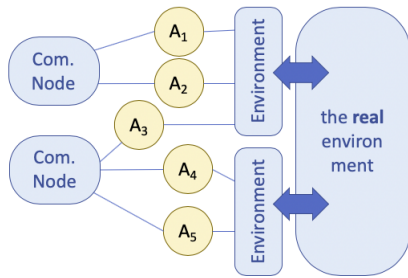 A1
Com.
Node
A2
Environment
A3
the real
environ
ment
Com.
Node
A4
Environment
A5